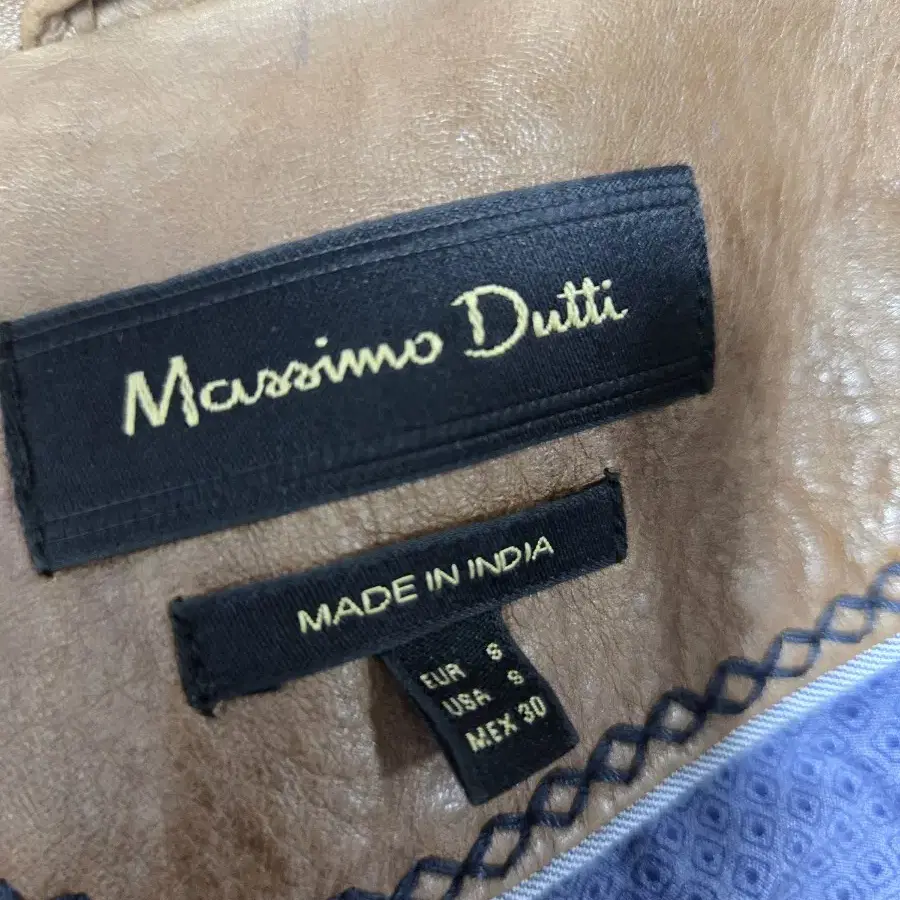 Massimo Dutti
MADE IN INDIA
EUR S
USA S
MEX 30